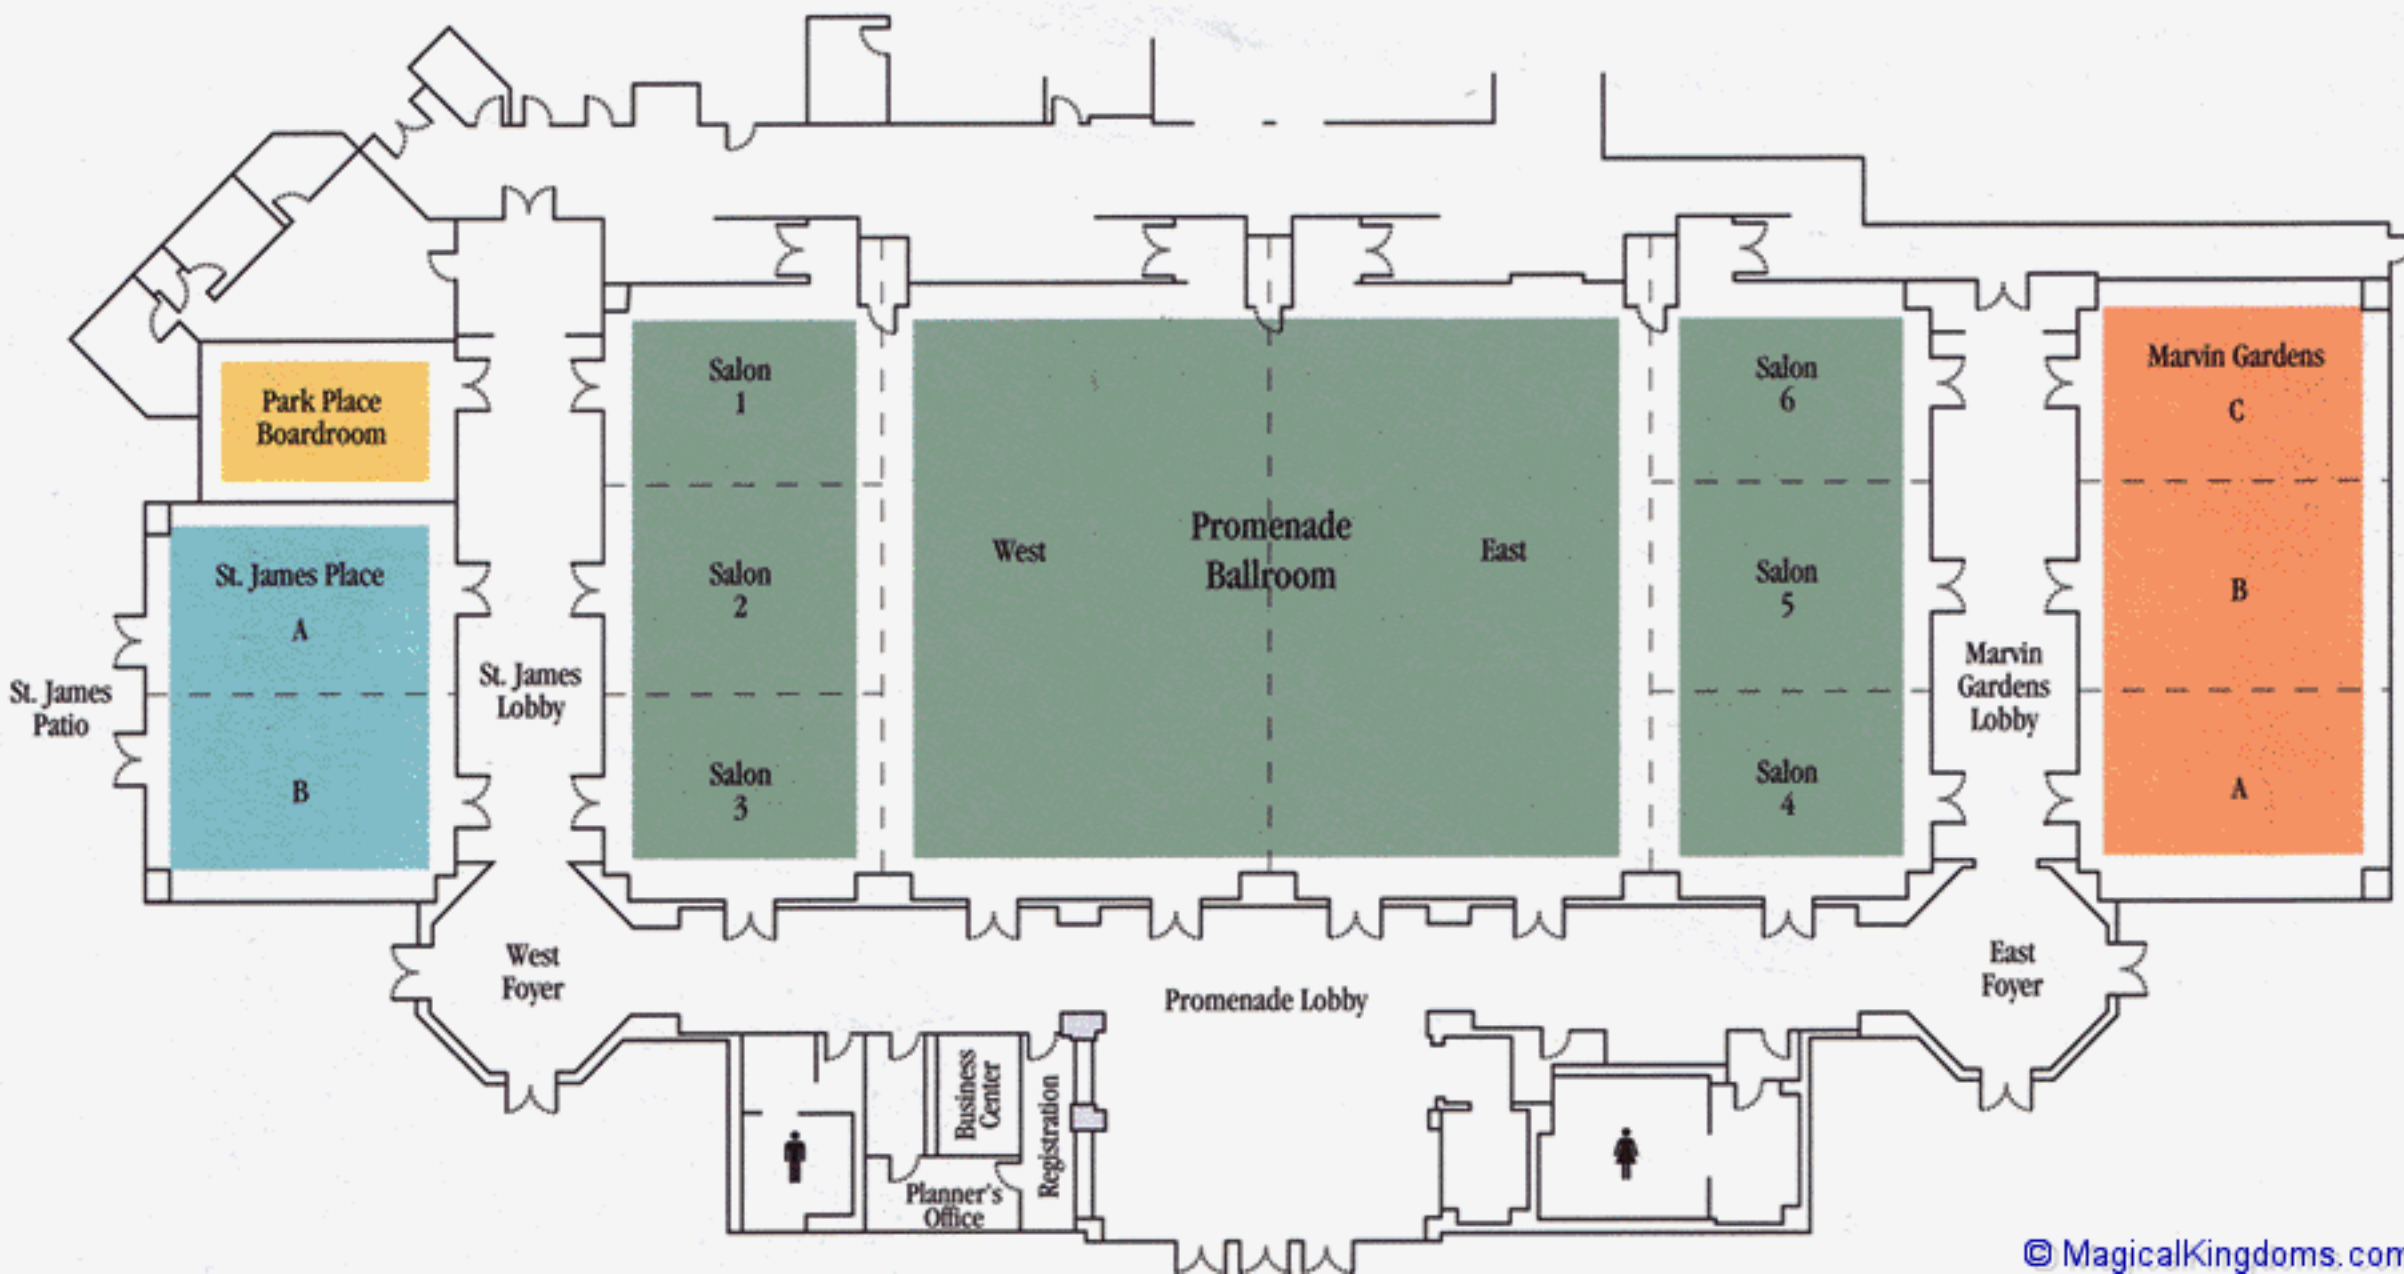 Park Place
Boardroom
St. James Place
A
B
St. James
Patio
St. James
Lobby
Salon
1
Salon
2
Salon
3
West
Promenade
Ballroom
East
Salon
6
Salon
5
Salon
4
Marvin
Gardens
Lobby
Marvin Gardens
C
B
A
West
Foyer
Promenade Lobby
East
Foyer
Business
Center
Registration
Planner's
Office
© MagicalKingdoms.com